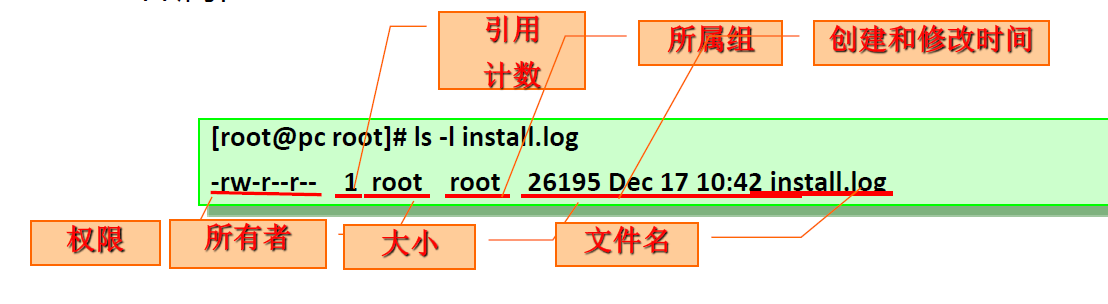 引用
计数
所属组
创建和修改时间
[root@pc root]# ls -l install.log
-rw-r--r-- 1 root root 26195 Dec 17 10:42 install.log
权限
所有者
大小
文件名